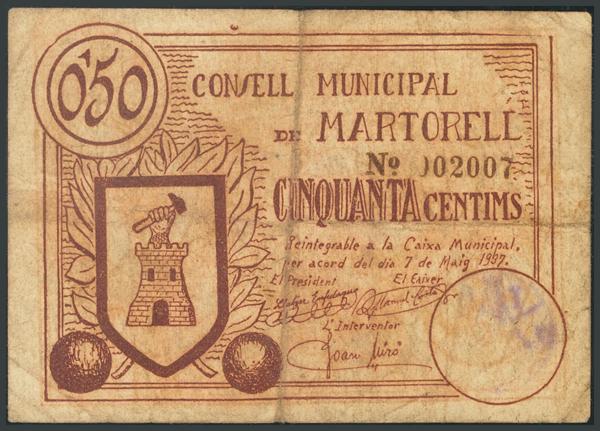 0'50
CONSELL MUNICIPAL
DE MARTORELL
Nº 002007
CINQUANTA CENTIMS
Reintegrable a la Caixa Municipal,
per acord del dia 7 de Maig 1937.
El President El Caixer
L'Interventor
Joan Miró